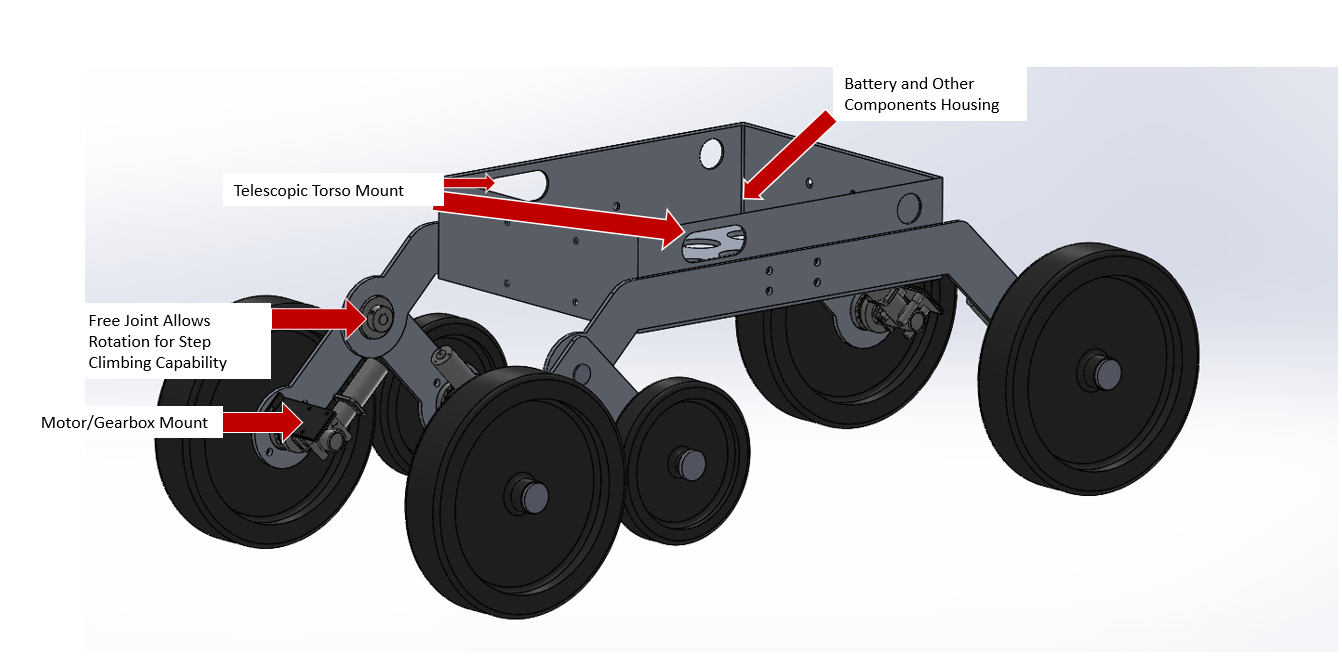 Battery and Other
Components Housing
Telescopic Torso Mount
Free Joint Allows
Rotation for Step
Climbing Capability
Motor/Gearbox Mount